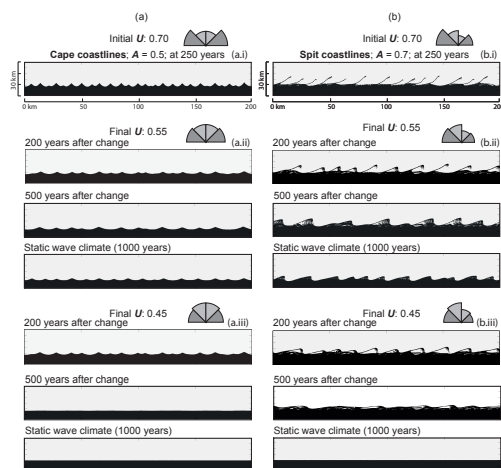 (a)
Initial U: 0.70
Cape coastlines; A = 0.5; at 250 years (a.i)
30 km
0 km 50 100 150 200
Final U: 0.55
200 years after change (a.ii)
500 years after change
Static wave climate (1000 years)
Final U: 0.45
200 years after change (a.iii)
500 years after change
Static wave climate (1000 years)
(b)
Initial U: 0.70
Spit coastlines; A = 0.7; at 250 years (b.i)
30 km
0 km 50 100 150 200
Final U: 0.55
200 years after change (b.ii)
500 years after change
Static wave climate (1000 years)
Final U: 0.45
200 years after change (b.iii)
500 years after change
Static wave climate (1000 years)